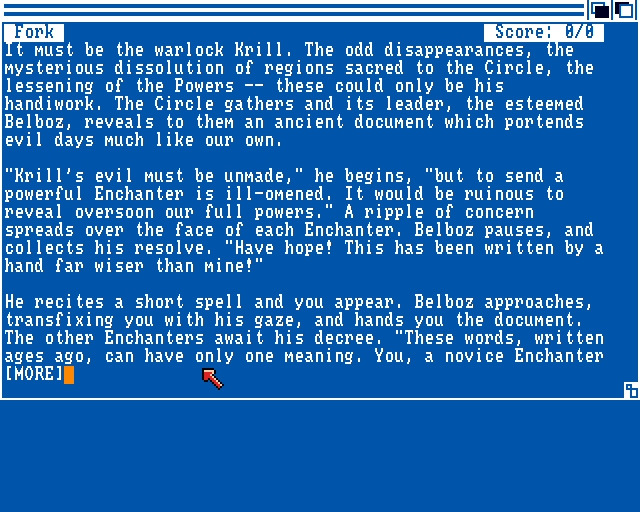 Fork Score: 0/0
It must be the warlock Krill. The odd disappearances, the
mysterious dissolution of regions sacred to the Circle, the
lessening of the Powers -- these could only be his
handiwork. The Circle gathers and its leader, the esteemed
Belboz, reveals to them an ancient document which portends
evil days much like our own.
"Krill's evil must be unmade," he begins, "but to send a
powerful Enchanter is ill-omened. It would be ruinous to
reveal oversoon our full powers." A ripple of concern
spreads over the face of each Enchanter. Belboz pauses, and
collects his resolve. "Have hope! This has been written by a
hand far wiser than mine!"
He recites a short spell and you appear. Belboz approaches,
transfixing you with his gaze, and hands you the document.
The other Enchanters await his decree. "These words, written
ages ago, can have only one meaning. You, a novice Enchanter
[MORE]